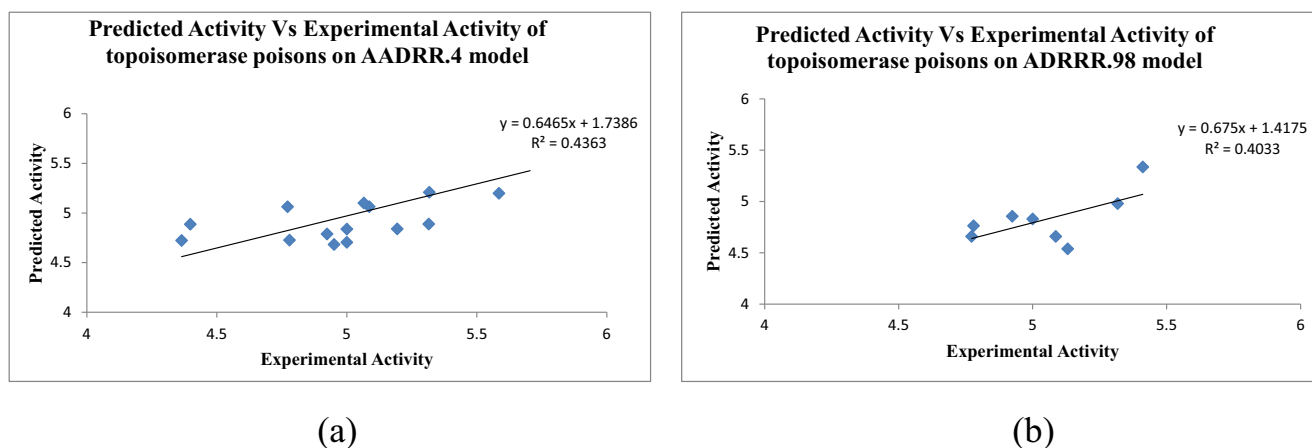 Predicted Activity Vs Experimental Activity of
topoisomerase poisons on AADRR.4 model
6
5.5
5
4.5
4
Predicted Activity
y = 0.6465x + 1.7386
R² = 0.4363
4 4.5 5 5.5 6
Experimental Activity
(a)
Predicted Activity Vs Experimental Activity of
topoisomerase poisons on ADRRR.98 model
6
5.5
5
4.5
4
Predicted Activity
y = 0.675x + 1.4175
R² = 0.4033
4 4.5 5 5.5 6
Experimental Activity
(b)